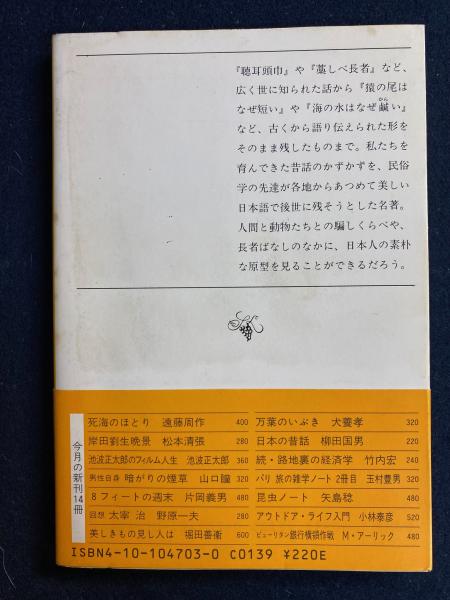 『聴耳頭巾』や『藁しべ長者』など、
広く世に知られた話から『猿の尾は
なぜ短い』や『海の水はなぜ鹹（から）い』
など、古くから語り伝えられた形を
そのまま残したものまで。私たちを
育んできた昔話のかずかずを、民俗
学の先達が各地からあつめて美しい
日本語で後世に残そうとした名著。
人間と動物たちとの騙しくらべや、
長者ばなしのなかに、日本人の素朴
な原型を見ることができるだろう。
今月の新刊14冊
死海のほとり 遠藤周作 400
岸田劉生晩景 松本清張 280
池波正太郎のフィルム人生 池波正太郎 360
男性自身 暗がりの煙草 山口瞳 320
8フィートの週末 片岡義男 480
回想 太宰治 野原一夫 280
美しきもの見し人は 堀田善衞 600
万葉のいぶき 犬養孝 320
日本の昔話 柳田国男 220
続・路地裏の経済学 竹内宏 240
パリ 旅の雑学ノート2冊目 玉村豊男 480
昆虫ノート 矢島稔 480
アウトドア・ライフ入門 小林泰彦 520
ピューリタン銀行横領作戦 M・アーリック 480
ISBN4-10-104703-0 C0139 ¥220E